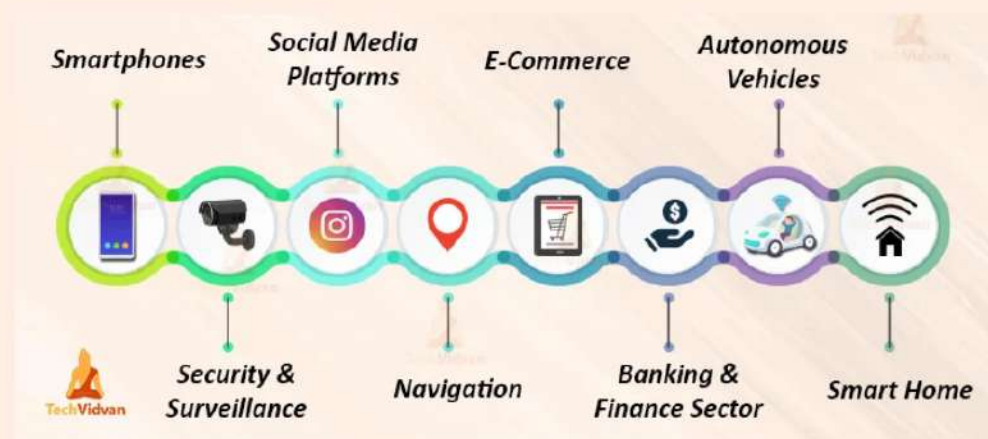 Smartphones
Social Media
Platforms
E-Commerce
Autonomous
Vehicles
Security &
Surveillance
Navigation
Banking &
Finance Sector
Smart Home
TechVidvan